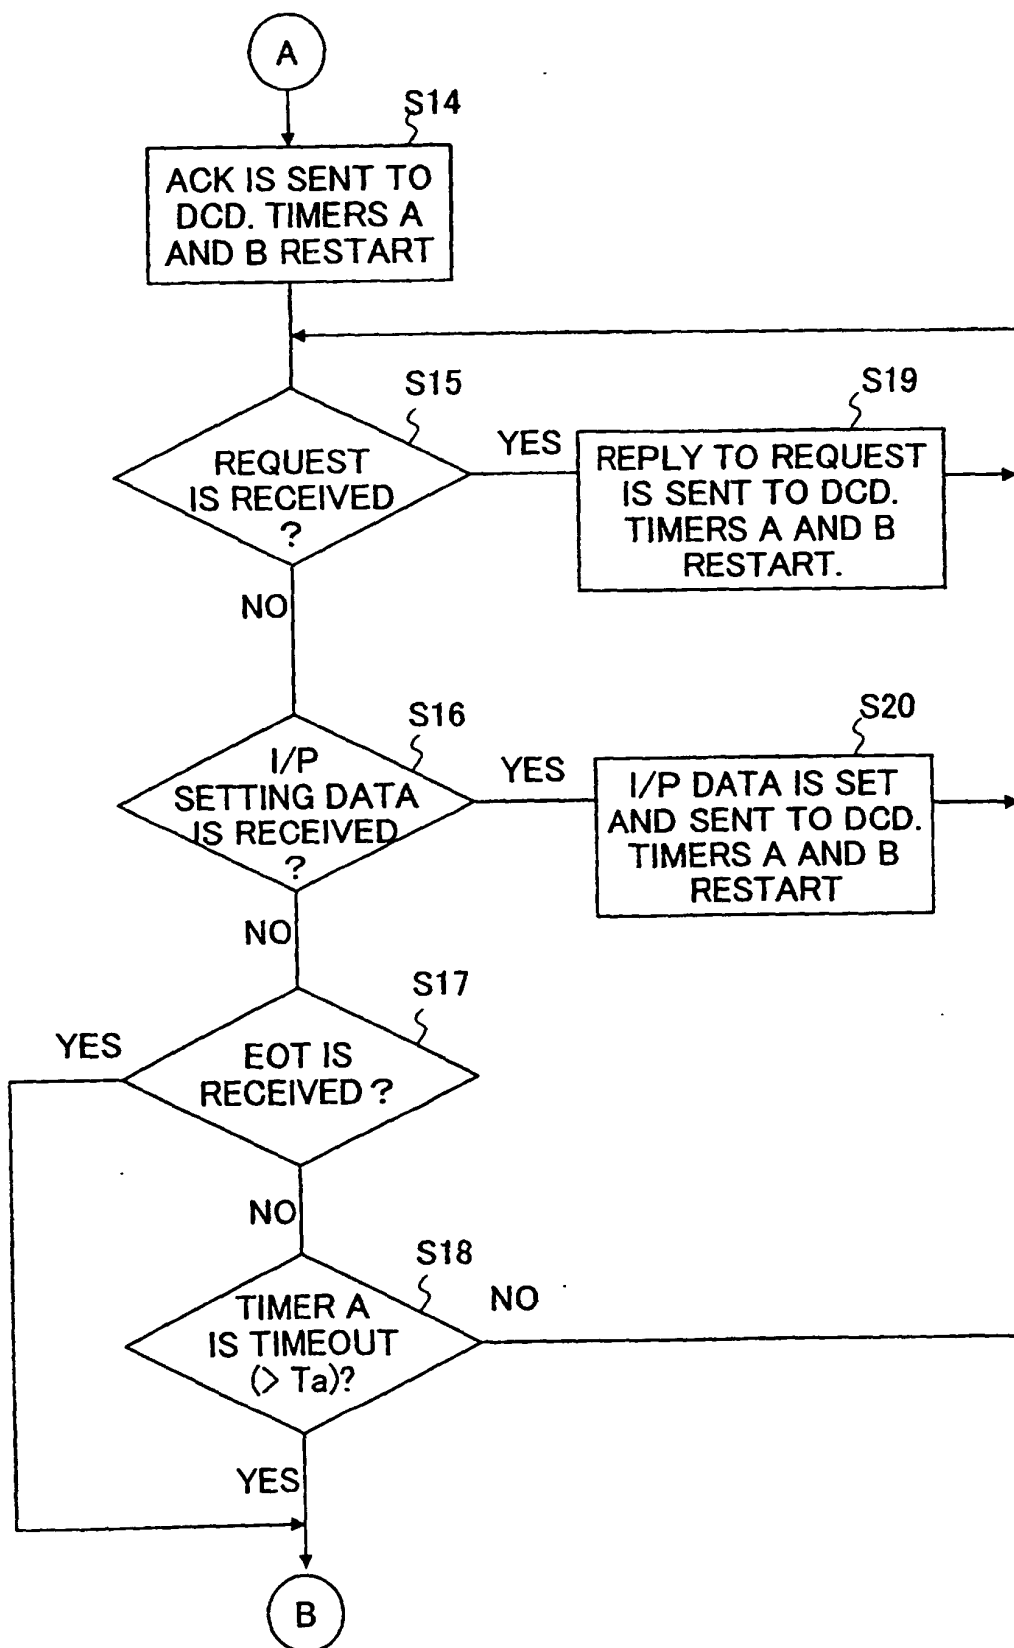 A
S14
ACK IS SENT TO
DCD. TIMERS A
AND B RESTART
S15
REQUEST
IS RECEIVED
?
YES
S19
REPLY TO REQUEST
IS SENT TO DCD.
TIMERS A AND B
RESTART.
NO
S16
I/P
SETTING DATA
IS RECEIVED
?
YES
S20
I/P DATA IS SET
AND SENT TO DCD.
TIMERS A AND B
RESTART
NO
S17
YES
EOT IS
RECEIVED ?
NO
S18
TIMER A
IS TIMEOUT
(> Ta)?
NO
YES
B